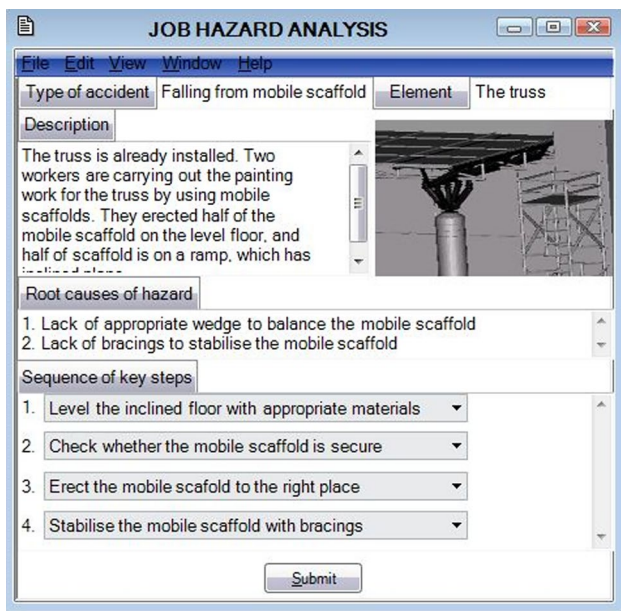 JOB HAZARD ANALYSIS
File Edit View Window Help
Type of accident Falling from mobile scaffold Element The truss
Description
The truss is already installed. Two
workers are carrying out the painting
work for the truss by using mobile
scaffolds. They erected half of the
mobile scaffold on the level floor, and
half of scaffold is on a ramp, which has
inclined plane
Root causes of hazard
1. Lack of appropriate wedge to balance the mobile scaffold
2. Lack of bracings to stabilise the mobile scaffold
Sequence of key steps
1. Level the inclined floor with appropriate materials
2. Check whether the mobile scaffold is secure
3. Erect the mobile scafold to the right place
4. Stabilise the mobile scaffold with bracings
Submit